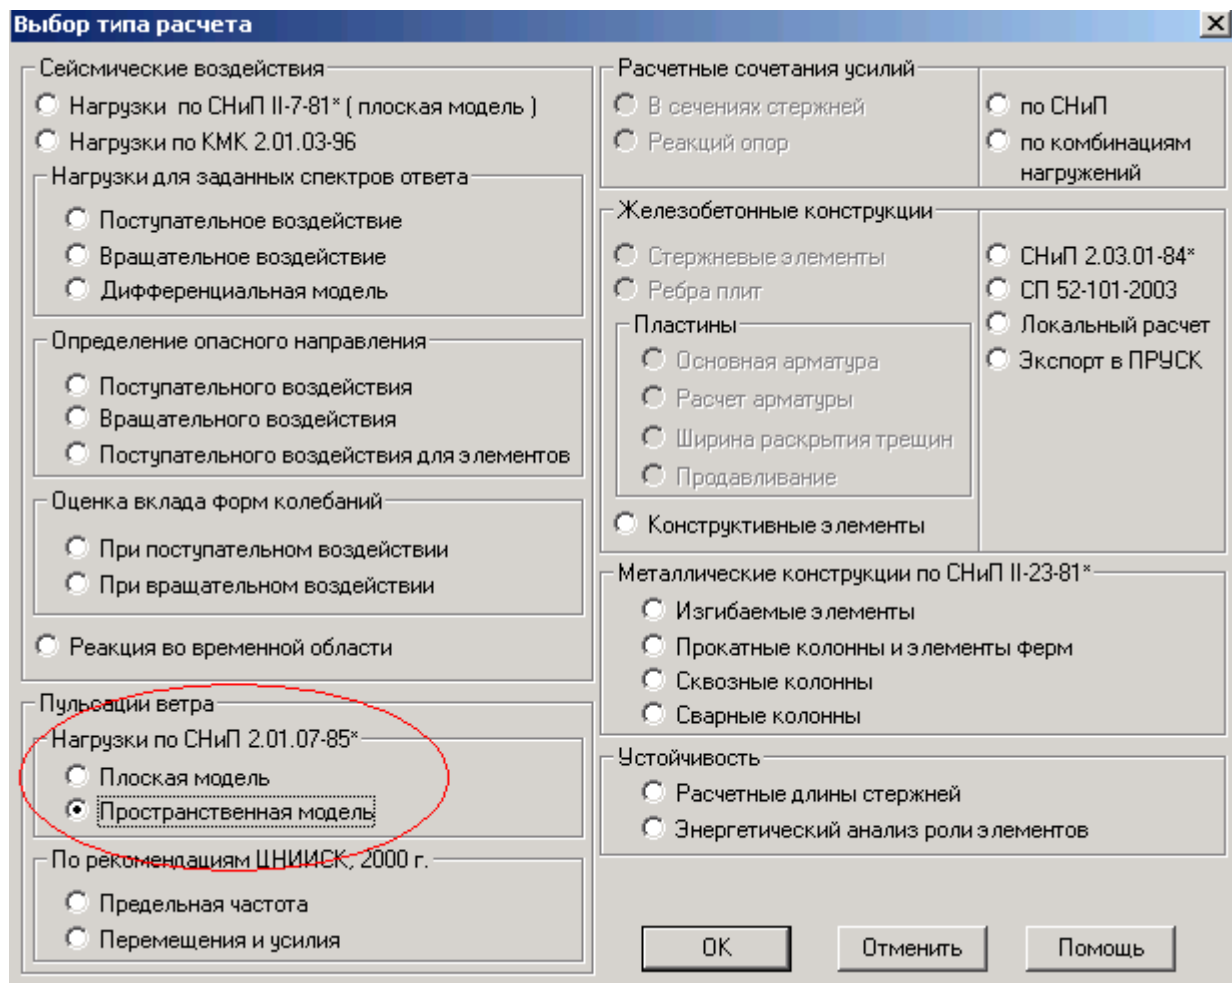 Выбор типа расчета
Сейсмические воздействия
Нагрузки по СНиП II-7-81* ( плоская модель )
Нагрузки по КМК 2.01.03-96
Нагрузки для заданных спектров ответа
Поступательное воздействие
Вращательное воздействие
Дифференциальная модель
Определение опасного направления
Поступательного воздействия
Вращательного воздействия
Поступательного воздействия для элементов
Оценка вклада форм колебаний
При поступательном воздействии
При вращательном воздействии
Реакция во временной области
Пульсации ветра
Нагрузки по СНиП 2.01.07-85*
Плоская модель
Пространственная модель
По рекомендациям ЦНИИСК, 2000 г.
Предельная частота
Перемещения и усилия
Расчетные сочетания усилий
В сечениях стержней
Реакций опор
по СНиП
по комбинациям
нагружений
Железобетонные конструкции
Стержневые элементы
Ребра плит
Пластины
Основная арматура
Расчет арматуры
Ширина раскрытия трещин
Продавливание
Конструктивные элементы
СНиП 2.03.01-84*
СП 52-101-2003
Локальный расчет
Экспорт в ПРУСК
Металлические конструкции по СНиП II-23-81*
Изгибаемые элементы
Прокатные колонны и элементы ферм
Сквозные колонны
Сварные колонны
Устойчивость
Расчетные длины стержней
Энергетический анализ роли элементов
OK
Отменить
Помощь